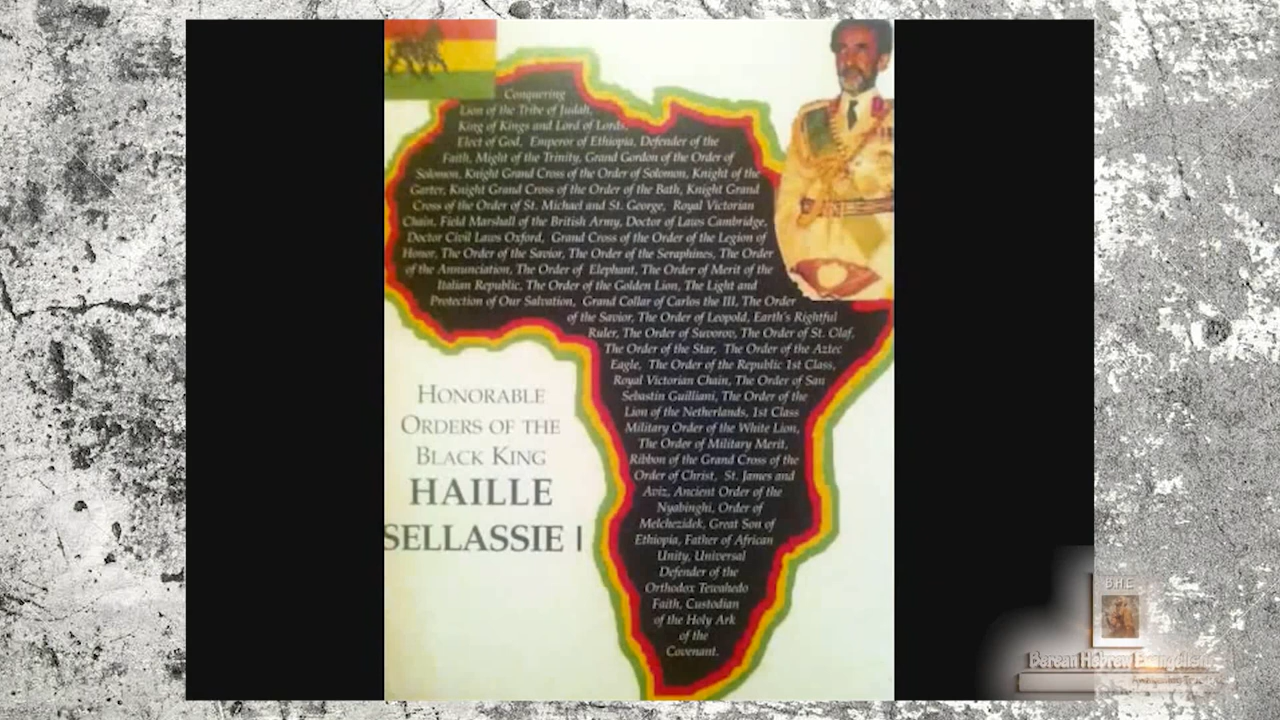 Conquering
Lion of the Tribe of Judah,
King of Kings and Lord of Lords,
Elect of God, Emperor of Ethiopia, Defender of the
Faith, Might of the Trinity, Grand Gordon of the Order of
Solomon, Knight Grand Cross of the Order of Solomon, Knight of the
Garter, Knight Grand Cross of the Order of the Bath, Knight Grand
Cross of the Order of St. Michael and St. George, Royal Victorian
Chain, Field Marshall of the British Army, Doctor of Laws Cambridge,
Doctor Civil Laws Oxford, Grand Cross of the Order of the Legion of
Honor, The Order of the Savior, The Order of the Seraphines, The Order
of the Annunciation, The Order of Elephant, The Order of Merit of the
Italian Republic, The Order of the Golden Lion, The Light and
Protection of Our Salvation, Grand Collar of Carlos the III, The Order
of the Savior, The Order of Leopold, Earth's Rightful
Ruler, The Order of Suvorov, The Order of St. Olaf,
The Order of the Star, The Order of the Aztec
Eagle, The Order of the Republic 1st Class,
Royal Victorian Chain, The Order of San
Sebastin Guilliani, The Order of the
Lion of the Netherlands, 1st Class
Military Order of the White Lion,
The Order of Military Merit,
Ribbon of the Grand Cross of the
Order of Christ, St. James and
Aviz, Ancient Order of the
Nyabinghi, Order of
Melchezidek, Great Son of
Ethiopia, Father of African
Unity, Universal
Defender of the
Orthodox Tewahedo
Faith, Custodian
of the Holy Ark
of the
Covenant.
HONORABLE
ORDERS OF THE
BLACK KING
HAILLE
SELLASSIE I
B.H.E
Berean Hebrew Evangelism